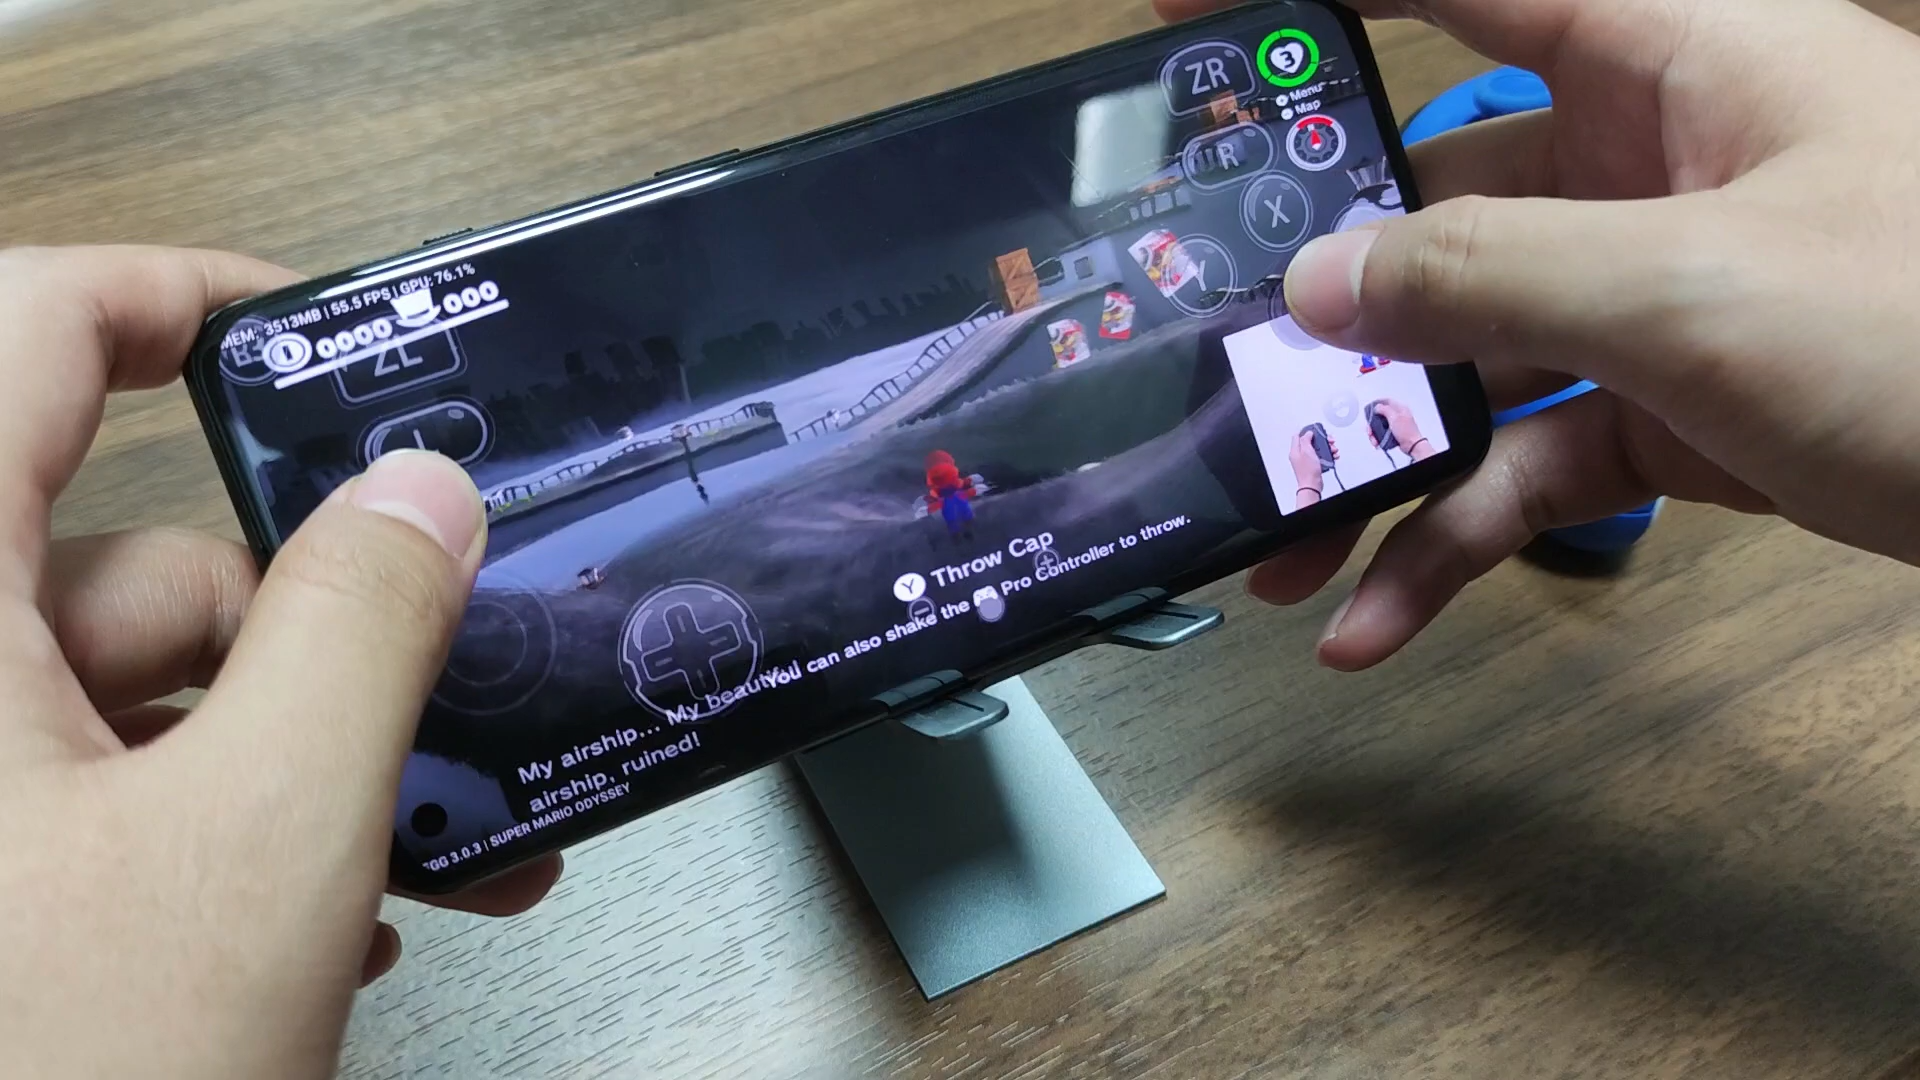 MEM: 3513MB | 55.5 FPS | GPU: 76.1%
0000 000
ZL
L
ZR
3
Menu
Map
R
X
Y
Y Throw Cap
You can also shake the Pro Controller to throw.
My airship... My beautiful
airship, ruined!
EGG 3.0.3 | SUPER MARIO ODYSSEY